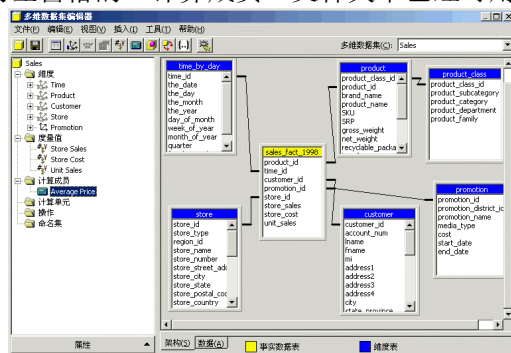 多维数据集编辑器
文件(F) 编辑(E) 视图(V) 插入(I) 工具(T) 帮助(H)
多维数据集(C): Sales
Sales
维度
Time
Product
Customer
Store
Promotion
度量值
Store Sales
Store Cost
Unit Sales
计算成员
Average Price
计算单元
操作
命名集
属性
time_by_day
time_id
the_date
the_day
the_month
the_year
day_of_month
week_of_year
month_of_year
quarter
product
product_class_id
product_id
brand_name
product_name
SKU
SRP
gross_weight
net_weight
recyclable_packa
product_class
product_class_id
product_subcategory
product_category
product_department
product_family
sales_fact_1998
product_id
time_id
customer_id
promotion_id
store_id
store_sales
store_cost
unit_sales
promotion
promotion_id
promotion_district_id
promotion_name
media_type
cost
start_date
end_date
store
store_id
store_type
region_id
store_name
store_number
store_street_add
store_city
store_state
store_postal_cod
store_country
customer
customer_id
account_num
lname
fname
mi
address1
address2
address3
address4
city
state_province
架构(S) 数据(A) 事实数据表 维度表